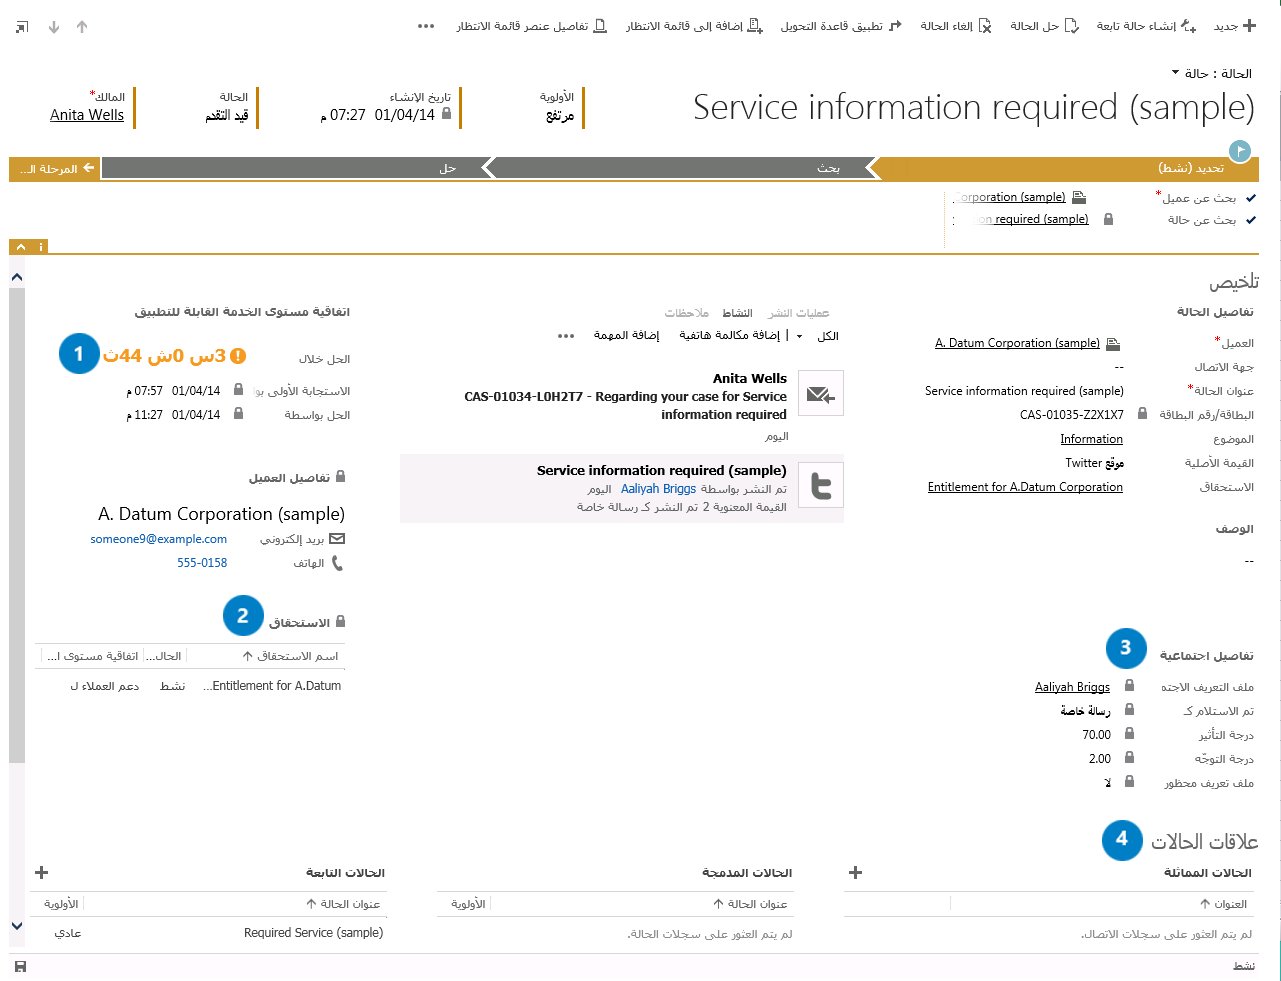 جديد
إنشاء حالة تابعة
حل الحالة
إلغاء الحالة
تطبيق قاعدة التحويل
إضافة إلى قائمة الانتظار
تفاصيل عنصر قائمة الانتظار
الحالة : حالة
Service information required (sample)
الأولوية
مرتفع
تاريخ الإنشاء
01/04/14 07:27 م
الحالة
قيد التقدم
المالك*
Anita Wells
تحديد (نشط)
بحث
حل
المرحلة الـ...
بحث عن عميل*
orporation (sample)
بحث عن حالة
on required (sample)
تلخيص
تفاصيل الحالة
العميل* A. Datum Corporation (sample)
جهة الاتصال --
عنوان الحالة* Service information required (sample)
البطاقة/رقم البطاقة CAS-01035-Z2X1X7
الموضوع Information
القيمة الأصلية موقع Twitter
الاستحقاق Entitlement for A.Datum Corporation
الوصف
--
3
تفاصيل اجتماعية
ملف التعريف الاجتم Aaliyah Briggs
تم الاستلام كـ رسالة خاصة
درجة التأثير 70.00
درجة التوجّه 2.00
ملف تعريف محظور لا
عمليات النشر النشاط ملاحظات
الكل | إضافة مكالمة هاتفية إضافة المهمة •••
Anita Wells
CAS-01034-L0H2T7 - Regarding your case for Service
information required
اليوم
Service information required (sample)
تم النشر بواسطة Aaliyah Briggs اليوم
القيمة المعنوية 2 تم النشر كـ رسالة خاصة
اتفاقية مستوى الخدمة القابلة للتطبيق
1
الحل خلال 3س 0ش 44ث
الاستجابة الأولى بوا 01/04/14 07:57 م
الحل بواسطة 01/04/14 11:27 م
تفاصيل العميل
A. Datum Corporation (sample)
بريد إلكتروني someone9@example.com
الهاتف 555-0158
2
الاستحقاق
اسم الاستحقاق الحال... اتفاقية مستوى ا...
Entitlement for A.Datum... نشط دعم العملاء ل
4
علاقات الحالات
الحالات المماثلة
العنوان
لم يتم العثور على سجلات الاتصال.
الحالات المدمجة
عنوان الحالة الأولوية
لم يتم العثور على سجلات الحالة.
الحالات التابعة
عنوان الحالة الأولوية
Required Service (sample) عادي
نشط